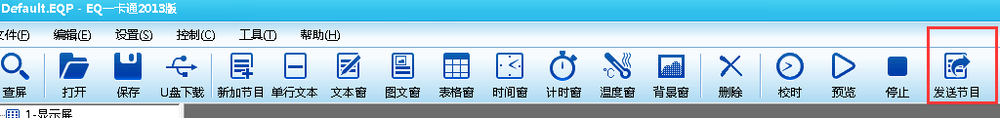 Default.EQP - EQ一卡通2013版
文件(F) 编辑(E) 设置(S) 控制(C) 工具(T) 帮助(H)
查屏 打开 保存 U盘下载 新加节目 单行文本 文本窗 图文窗 表格窗 时间窗 计时窗 温度窗 背景窗 删除 校时 预览 停止 发送节目
1-显示屏